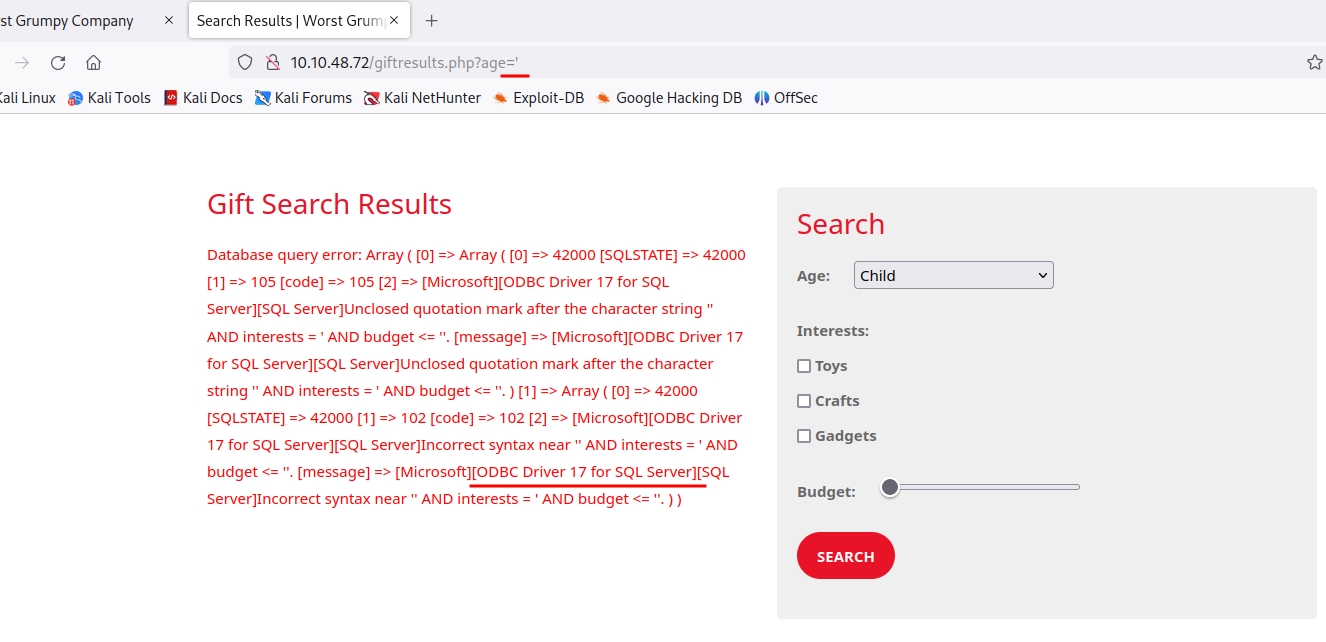 st Grumpy Company
Search Results | Worst Grum
10.10.48.72/giftresults.php?age='
Kali Linux Kali Tools Kali Docs Kali Forums Kali NetHunter Exploit-DB Google Hacking DB OffSec
Gift Search Results
Database query error: Array ( [0] => Array ( [0] => 42000 [SQLSTATE] => 42000
[1] => 105 [code] => 105 [2] => [Microsoft][ODBC Driver 17 for SQL
Server][SQL Server]Unclosed quotation mark after the character string ''
AND interests = ' AND budget <= ''. [message] => [Microsoft][ODBC Driver 17
for SQL Server][SQL Server]Unclosed quotation mark after the character
string '' AND interests = ' AND budget <= ''. ) [1] => Array ( [0] => 42000
[SQLSTATE] => 42000 [1] => 102 [code] => 102 [2] => [Microsoft][ODBC Driver
17 for SQL Server][SQL Server]Incorrect syntax near '' AND interests = ' AND
budget <= ''. [message] => [Microsoft][ODBC Driver 17 for SQL Server][SQL
Server]Incorrect syntax near '' AND interests = ' AND budget <= ''. ) )
Search
Age: Child
Interests:
Toys
Crafts
Gadgets
Budget:
SEARCH